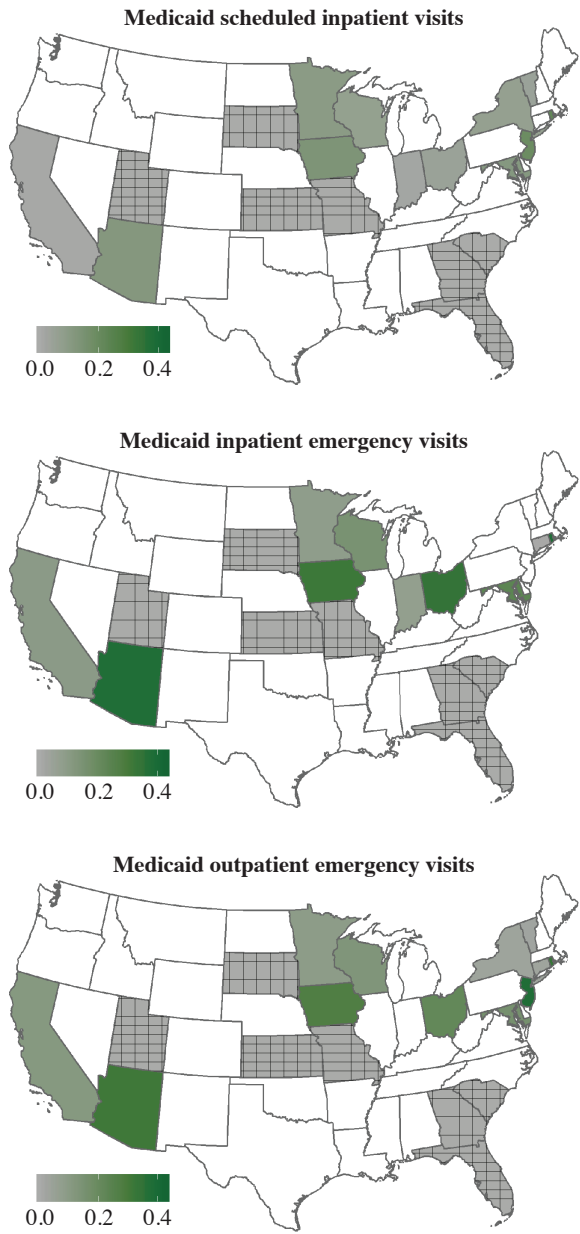 Medicaid scheduled inpatient visits
0.0 0.2 0.4
Medicaid inpatient emergency visits
0.0 0.2 0.4
Medicaid outpatient emergency visits
0.0 0.2 0.4